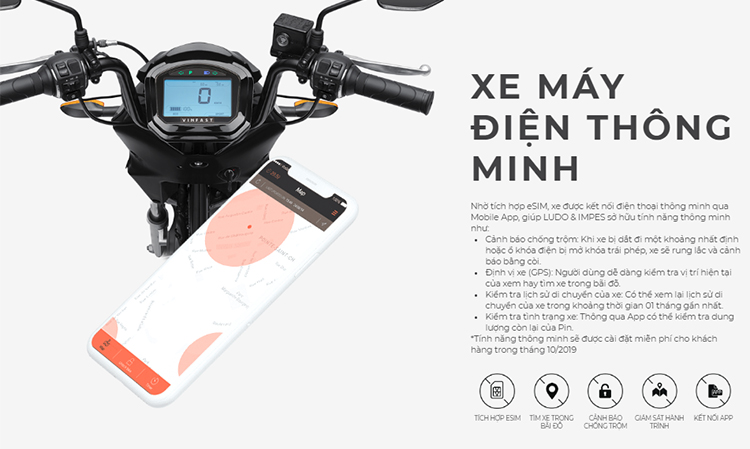 0
VINFAST
Map
XE MÁY
ĐIỆN THÔNG
MINH
Nhờ tích hợp eSIM, xe được kết nối điện thoại thông minh qua
Mobile App, giúp LUDO & IMPES sở hữu tính năng thông minh
như:
• Cảnh báo chống trộm: Khi xe bị dắt đi một khoảng nhất định
hoặc ổ khóa điện bị mở khóa trái phép, xe sẽ rung lắc và cảnh
báo bằng còi.
• Định vị xe (GPS): Người dùng dễ dàng kiểm tra vị trí hiện tại
của xem hay tìm xe trong bãi đỗ.
• Kiểm tra lịch sử di chuyển của xe: Có thể xem lại lịch sử di
chuyển của xe trong khoảng thời gian 01 tháng gần nhất.
• Kiểm tra tình trạng xe: Thông qua App có thể kiểm tra dung
lượng còn lại của Pin.
*Tính năng thông minh sẽ được cài đặt miễn phí cho khách
hàng trong tháng 10/2019
TÍCH HỢP ESIM
TÌM XE TRONG
BÃI ĐỖ
CẢNH BÁO
CHỐNG TRỘM
GIÁM SÁT HÀNH
TRÌNH
KẾT NỐI APP